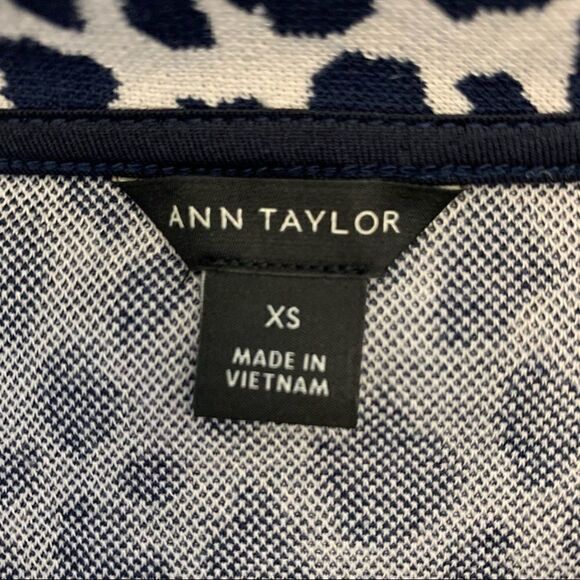 ANN TAYLOR
XS
MADE IN
VIETNAM